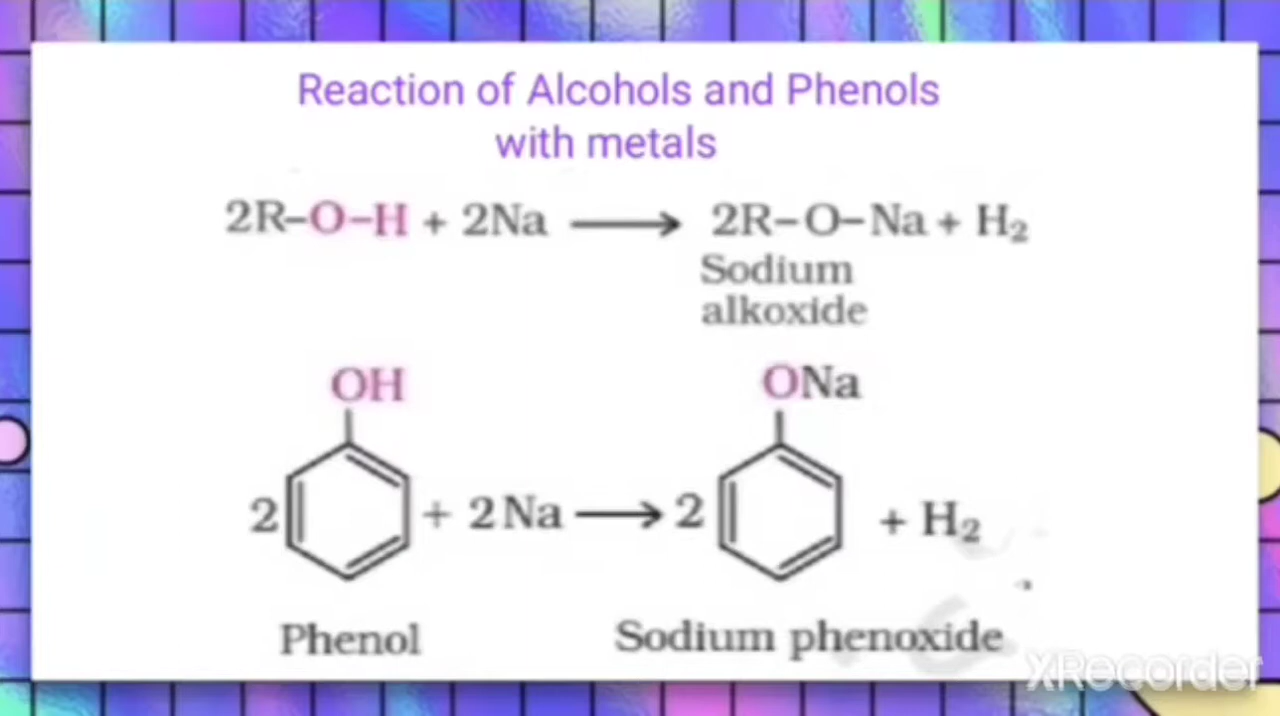 Reaction of Alcohols and Phenols
with metals
2R–O–H + 2Na ⟶ 2R–O–Na + H₂
Sodium
alkoxide
OH ONa
2 + 2Na ⟶ 2 + H₂
Phenol Sodium phenoxide
XRecorder